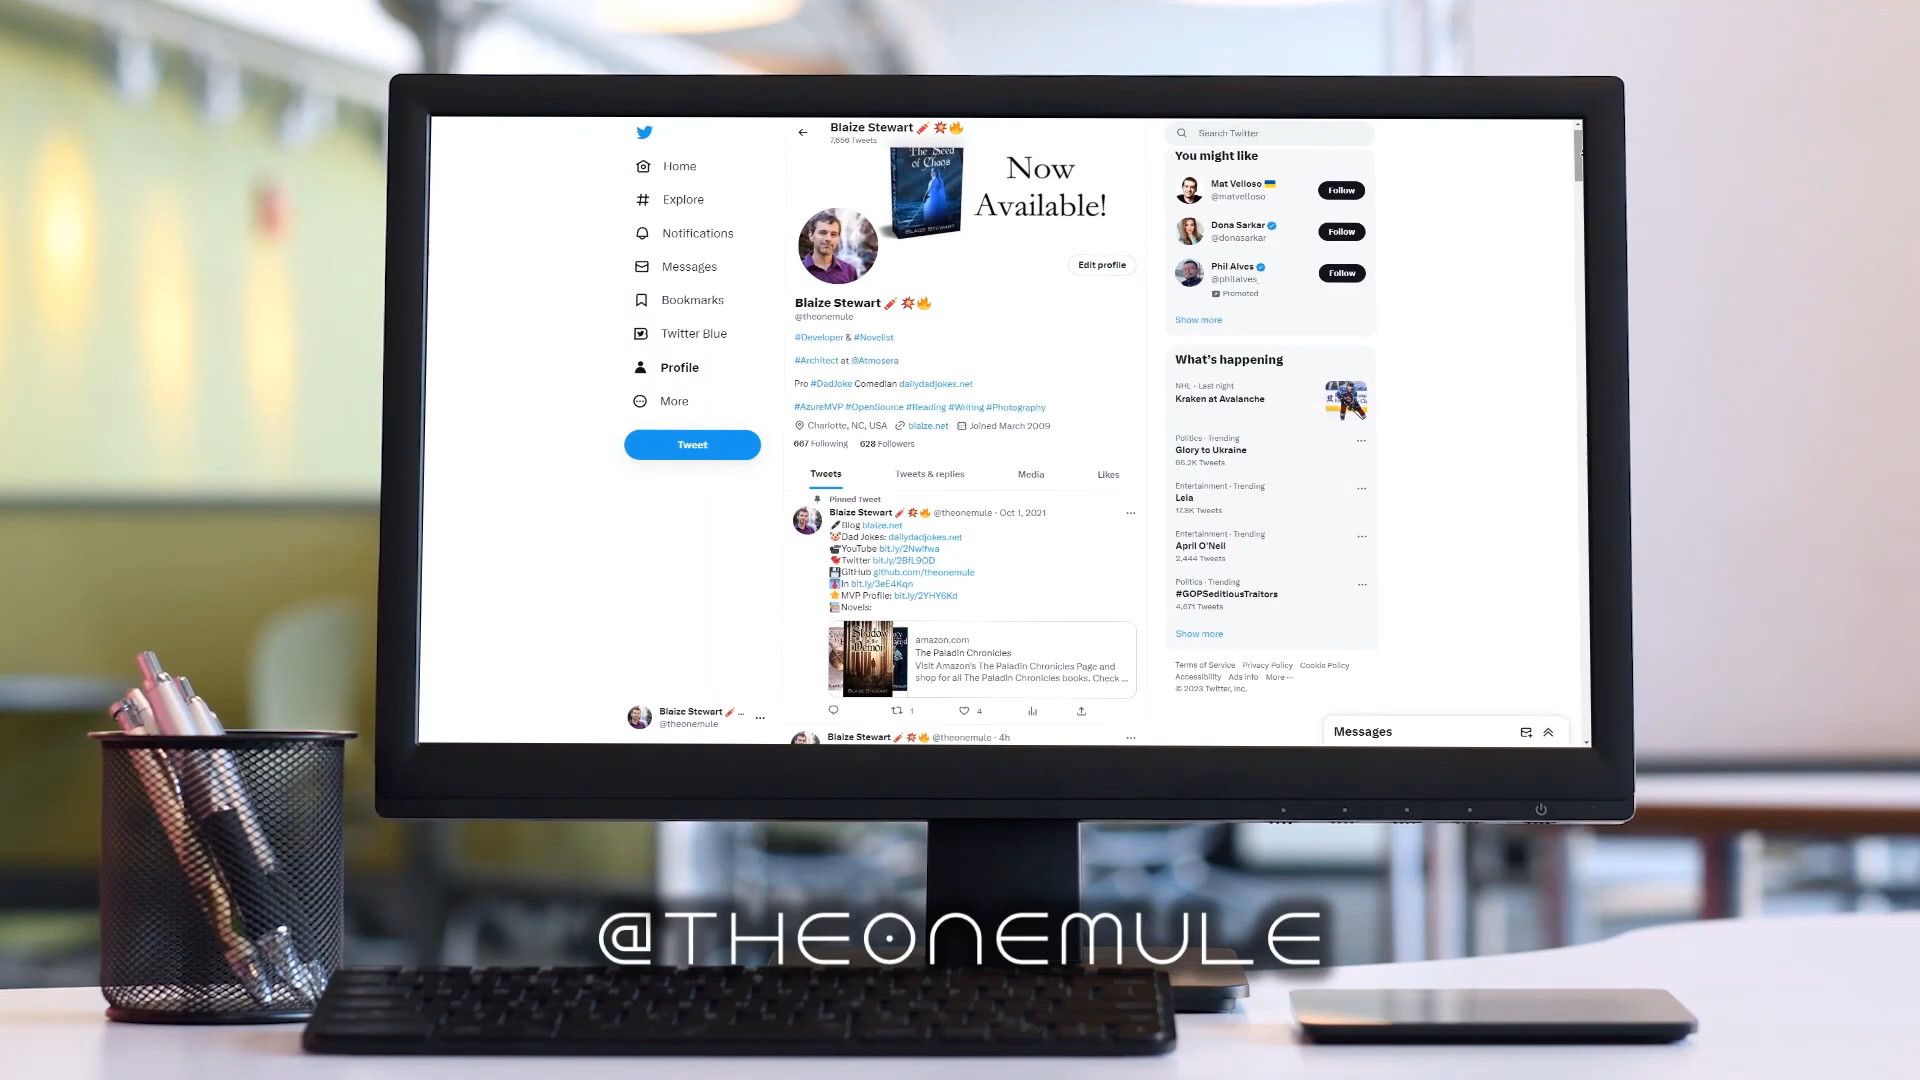 Home
Explore
Notifications
Messages
Bookmarks
Twitter Blue
Profile
More
Tweet
Blaize Stewart 🧨 ...
@theonemule
Blaize Stewart 🧨💥🔥
7,656 Tweets
The Seed
of Chaos
BLAIZE STEWART
Now
Available!
Edit profile
Blaize Stewart 🧨💥🔥
@theonemule
#Developer & #Novelist
#Architect at @Atmosera
Pro #DadJoke Comedian dailydadjokes.net
#AzureMVP #OpenSource #Reading #Writing #Photography
Charlotte, NC, USA blaize.net Joined March 2009
667 Following 628 Followers
Tweets Tweets & replies Media Likes
Pinned Tweet
Blaize Stewart 🧨💥🔥 @theonemule · Oct 1, 2021
Blog blaize.net
Dad Jokes: dailydadjokes.net
YouTube bit.ly/2Nwlfwa
Twitter bit.ly/2BfL9OD
GitHub github.com/theonemule
In bit.ly/3eE4Kqn
MVP Profile: bit.ly/2YHY6Kd
Novels:
Shadow
Demon
BLAIZE STEWART
amazon.com
The Paladin Chronicles
Visit Amazon's The Paladin Chronicles Page and
shop for all The Paladin Chronicles books. Check ...
1 4
Blaize Stewart 🧨💥🔥 @theonemule · 4h
Search Twitter
You might like
Mat Velloso 🇺🇦
@matvelloso
Follow
Dona Sarkar
@donasarkar
Follow
Phil Alves
@philalves_
Promoted
Follow
Show more
What's happening
NHL · Last night
Kraken at Avalanche
Politics · Trending
Glory to Ukraine
66.2K Tweets
Entertainment · Trending
Leia
17.8K Tweets
Entertainment · Trending
April O'Neil
2,444 Tweets
Politics · Trending
#GOPSeditiousTraitors
4,671 Tweets
Show more
Terms of Service Privacy Policy Cookie Policy
Accessibility Ads info More ...
© 2023 Twitter, Inc.
Messages
@THEONEMULE